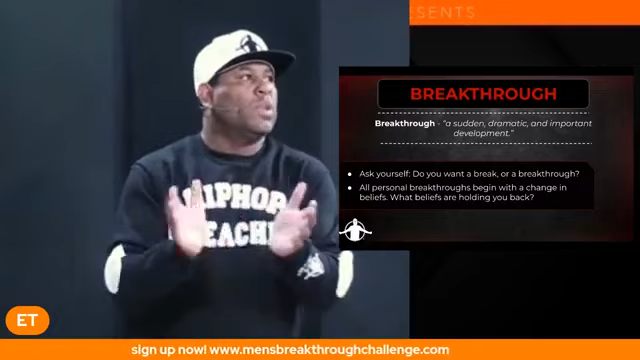 ESENTS
BREAKTHROUGH
Breakthrough - "a sudden, dramatic, and important
development."
● Ask yourself: Do you want a break, or a breakthrough?
● All personal breakthroughs begin with a change in
beliefs. What beliefs are holding you back?
HIPHOP
ET
sign up now! www.mensbreakthroughchallenge.com